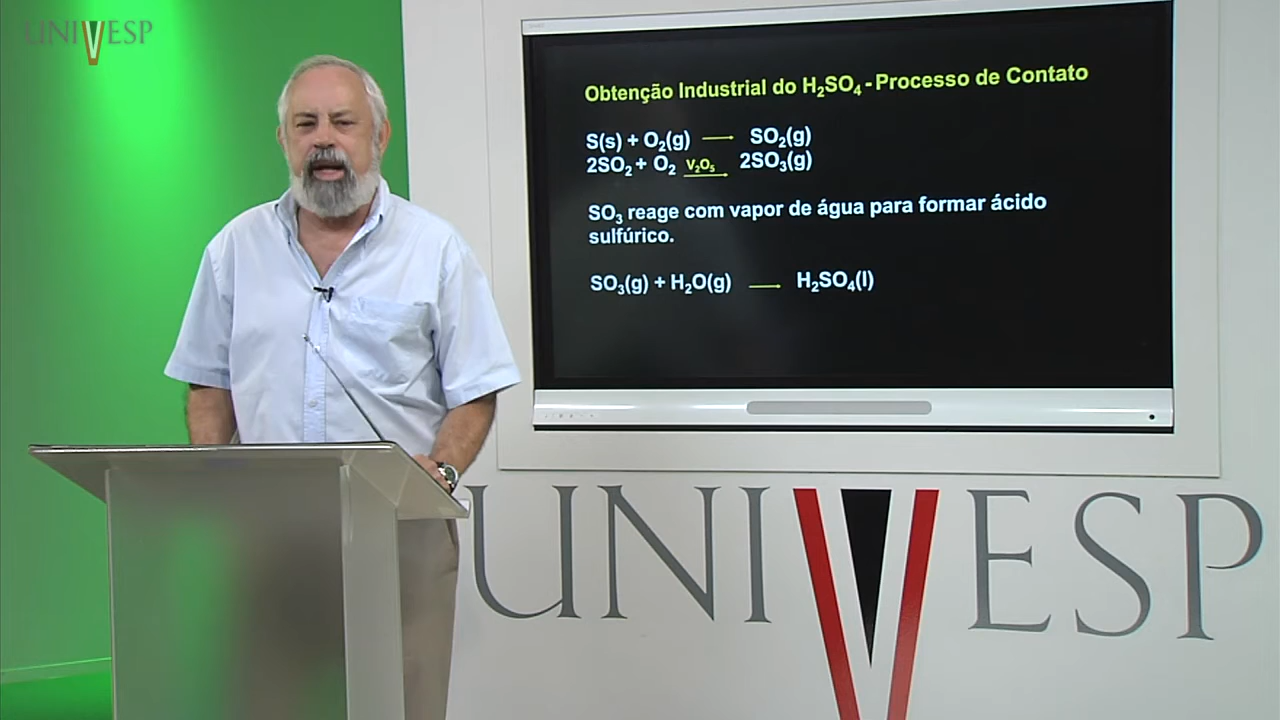 UNIVESP
Obtenção Industrial do H₂SO₄ - Processo de Contato
S(s) + O₂(g) → SO₂(g)
2SO₂ + O₂ V₂O₅→ 2SO₃(g)
SO₃ reage com vapor de água para formar ácido
sulfúrico.
SO₃(g) + H₂O(g) → H₂SO₄(l)
UNIVESP